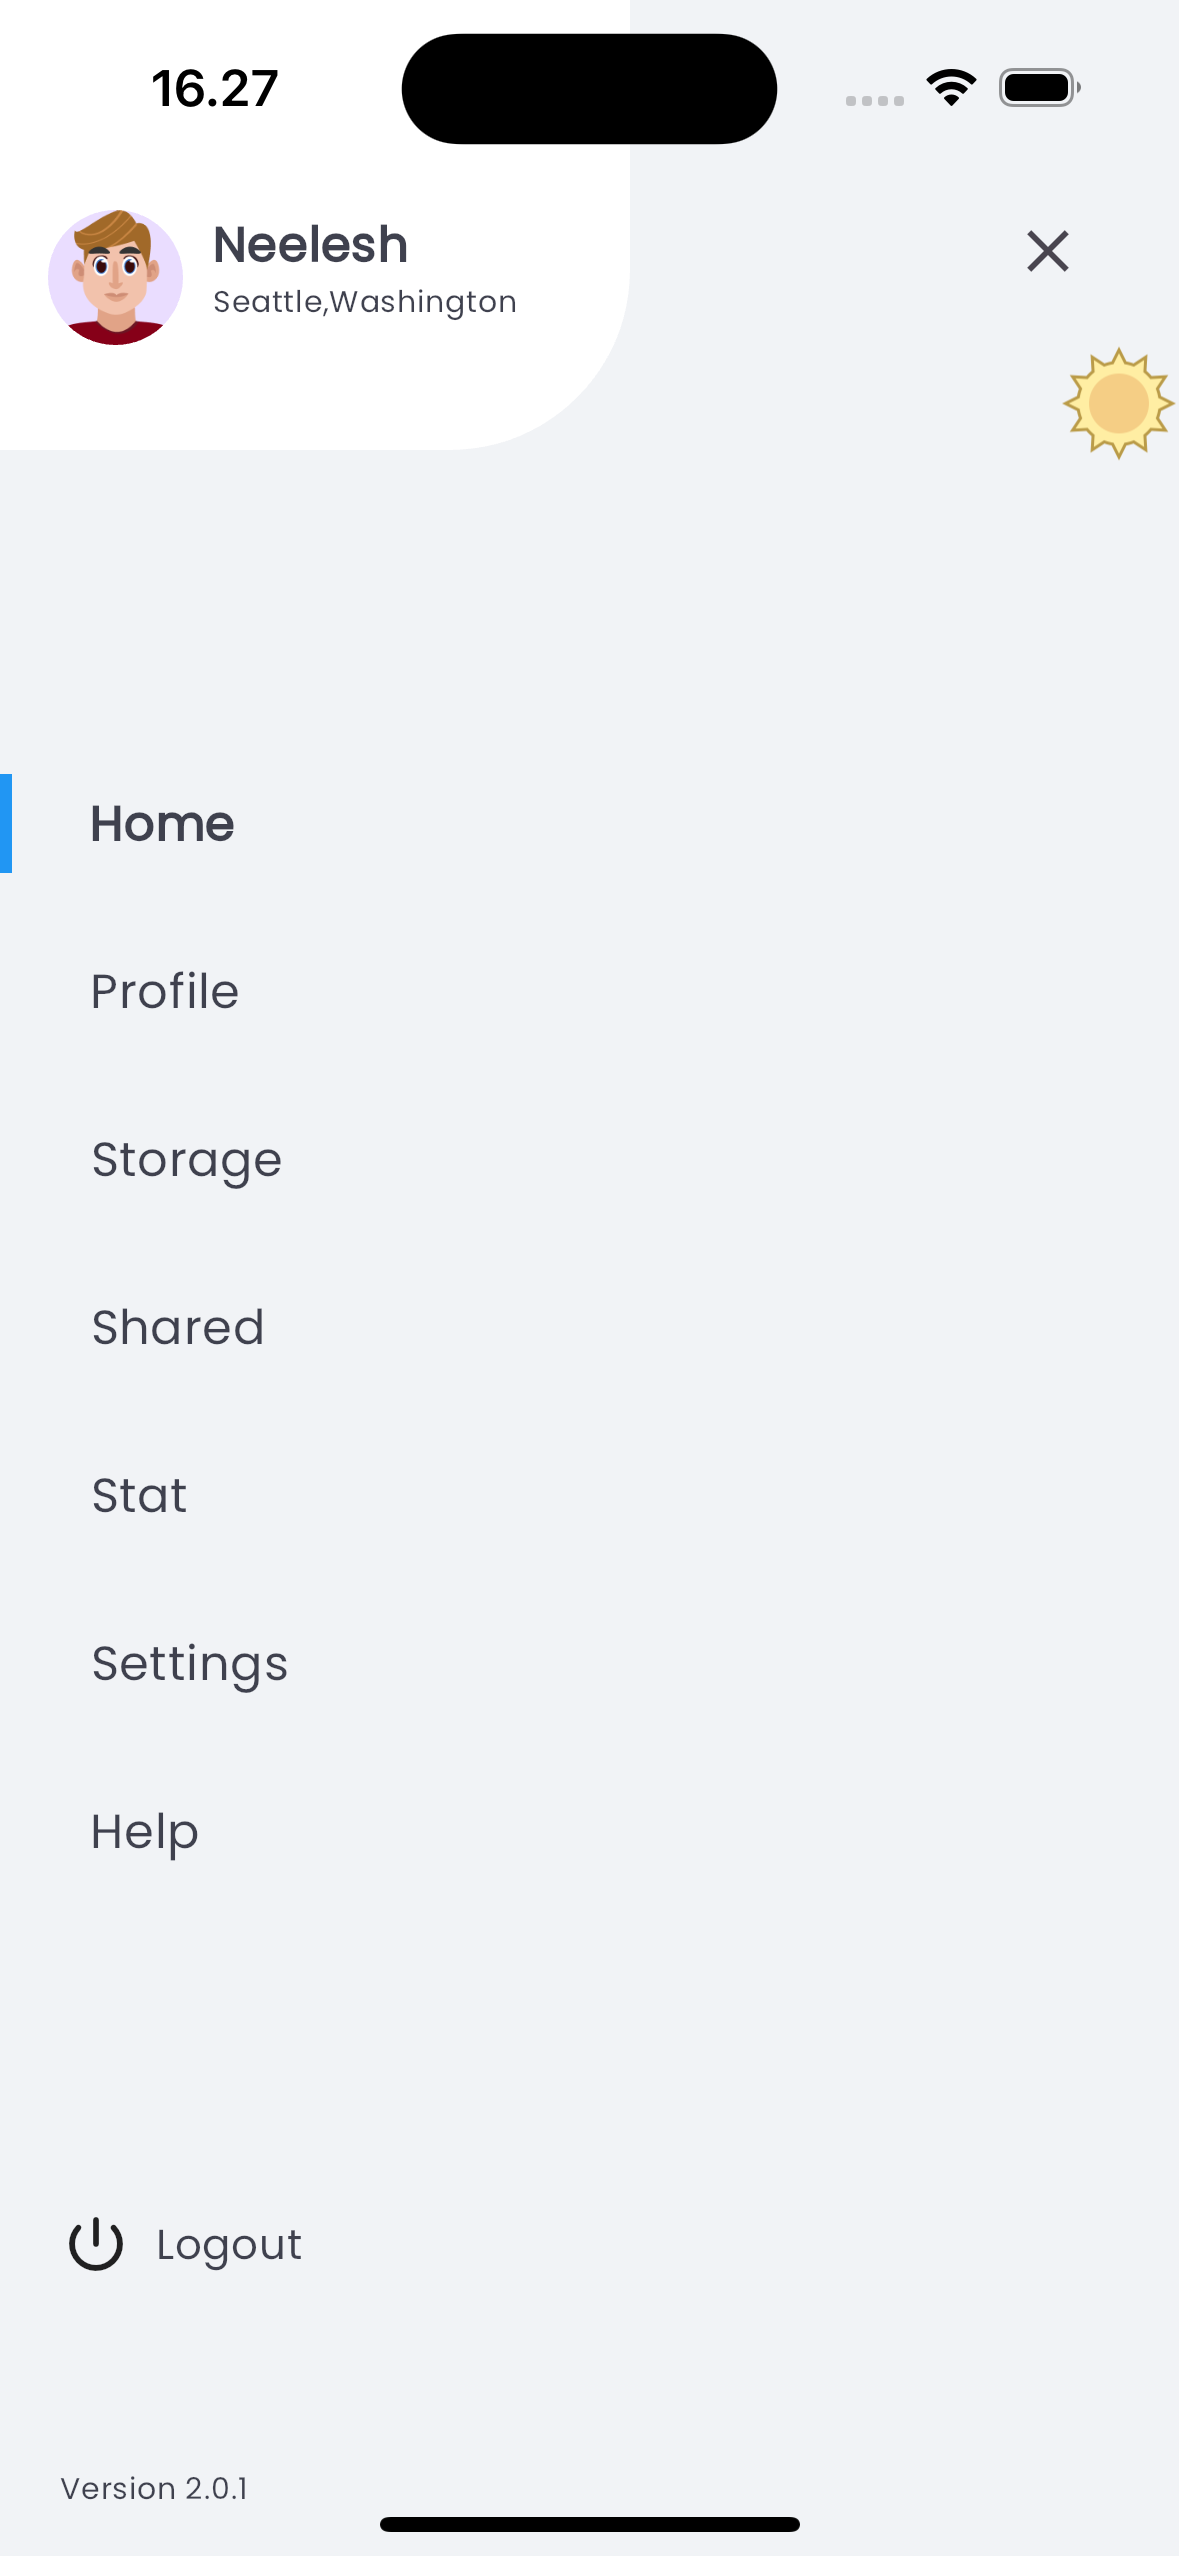 16.27
Neelesh
Seattle,Washington
Home
Profile
Storage
Shared
Stat
Settings
Help
Logout
Version 2.0.1